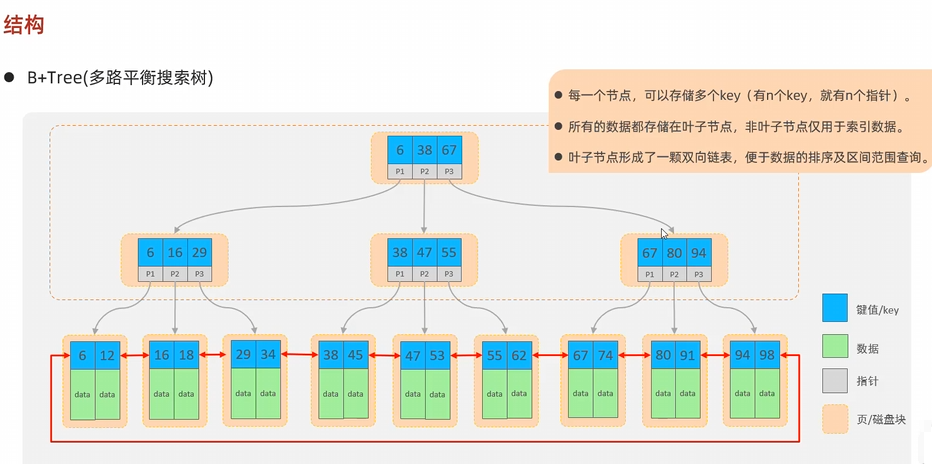 结构
● B+Tree(多路平衡搜索树)
● 每一个节点，可以存储多个key（有n个key，就有n个指针）。
● 所有的数据都存储在叶子节点，非叶子节点仅用于索引数据。
● 叶子节点形成了一颗双向链表，便于数据的排序及区间范围查询。
6 38 67
P1 P2 P3
6 16 29 38 47 55 67 80 94
P1 P2 P3 P1 P2 P3 P1 P2 P3
键值/key
6 12 16 18 29 34 38 45 47 53 55 62 67 74 80 91 94 98
数据
指针
data data data data data data data data data data data data data data data data data data
页/磁盘块